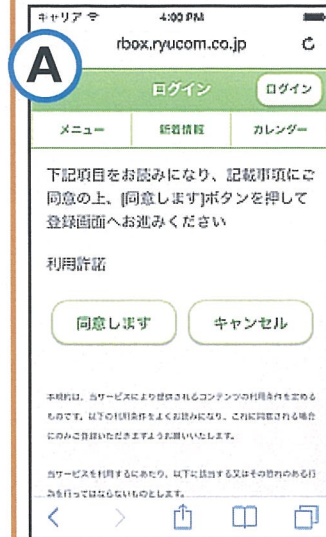 キャリア 4:00 PM
rbox.ryucom.co.jp
A
ログイン ログイン
メニュー 新着情報 カレンダー
下記項目をお読みになり、記載事項にご
同意の上、[同意します]ボタンを押して
登録画面へお進みください
利用許諾
同意します キャンセル
本規約は、当サービスにより提供されるコンテンツの利用条件を定める
ものです。以下の利用条件をよくお読みになり、これに同意される場合
にのみご登録いただきますようお願いいたします。
当サービスを利用するにあたり、以下に該当する又はその恐れのある行
為を行ってはならないものとします。